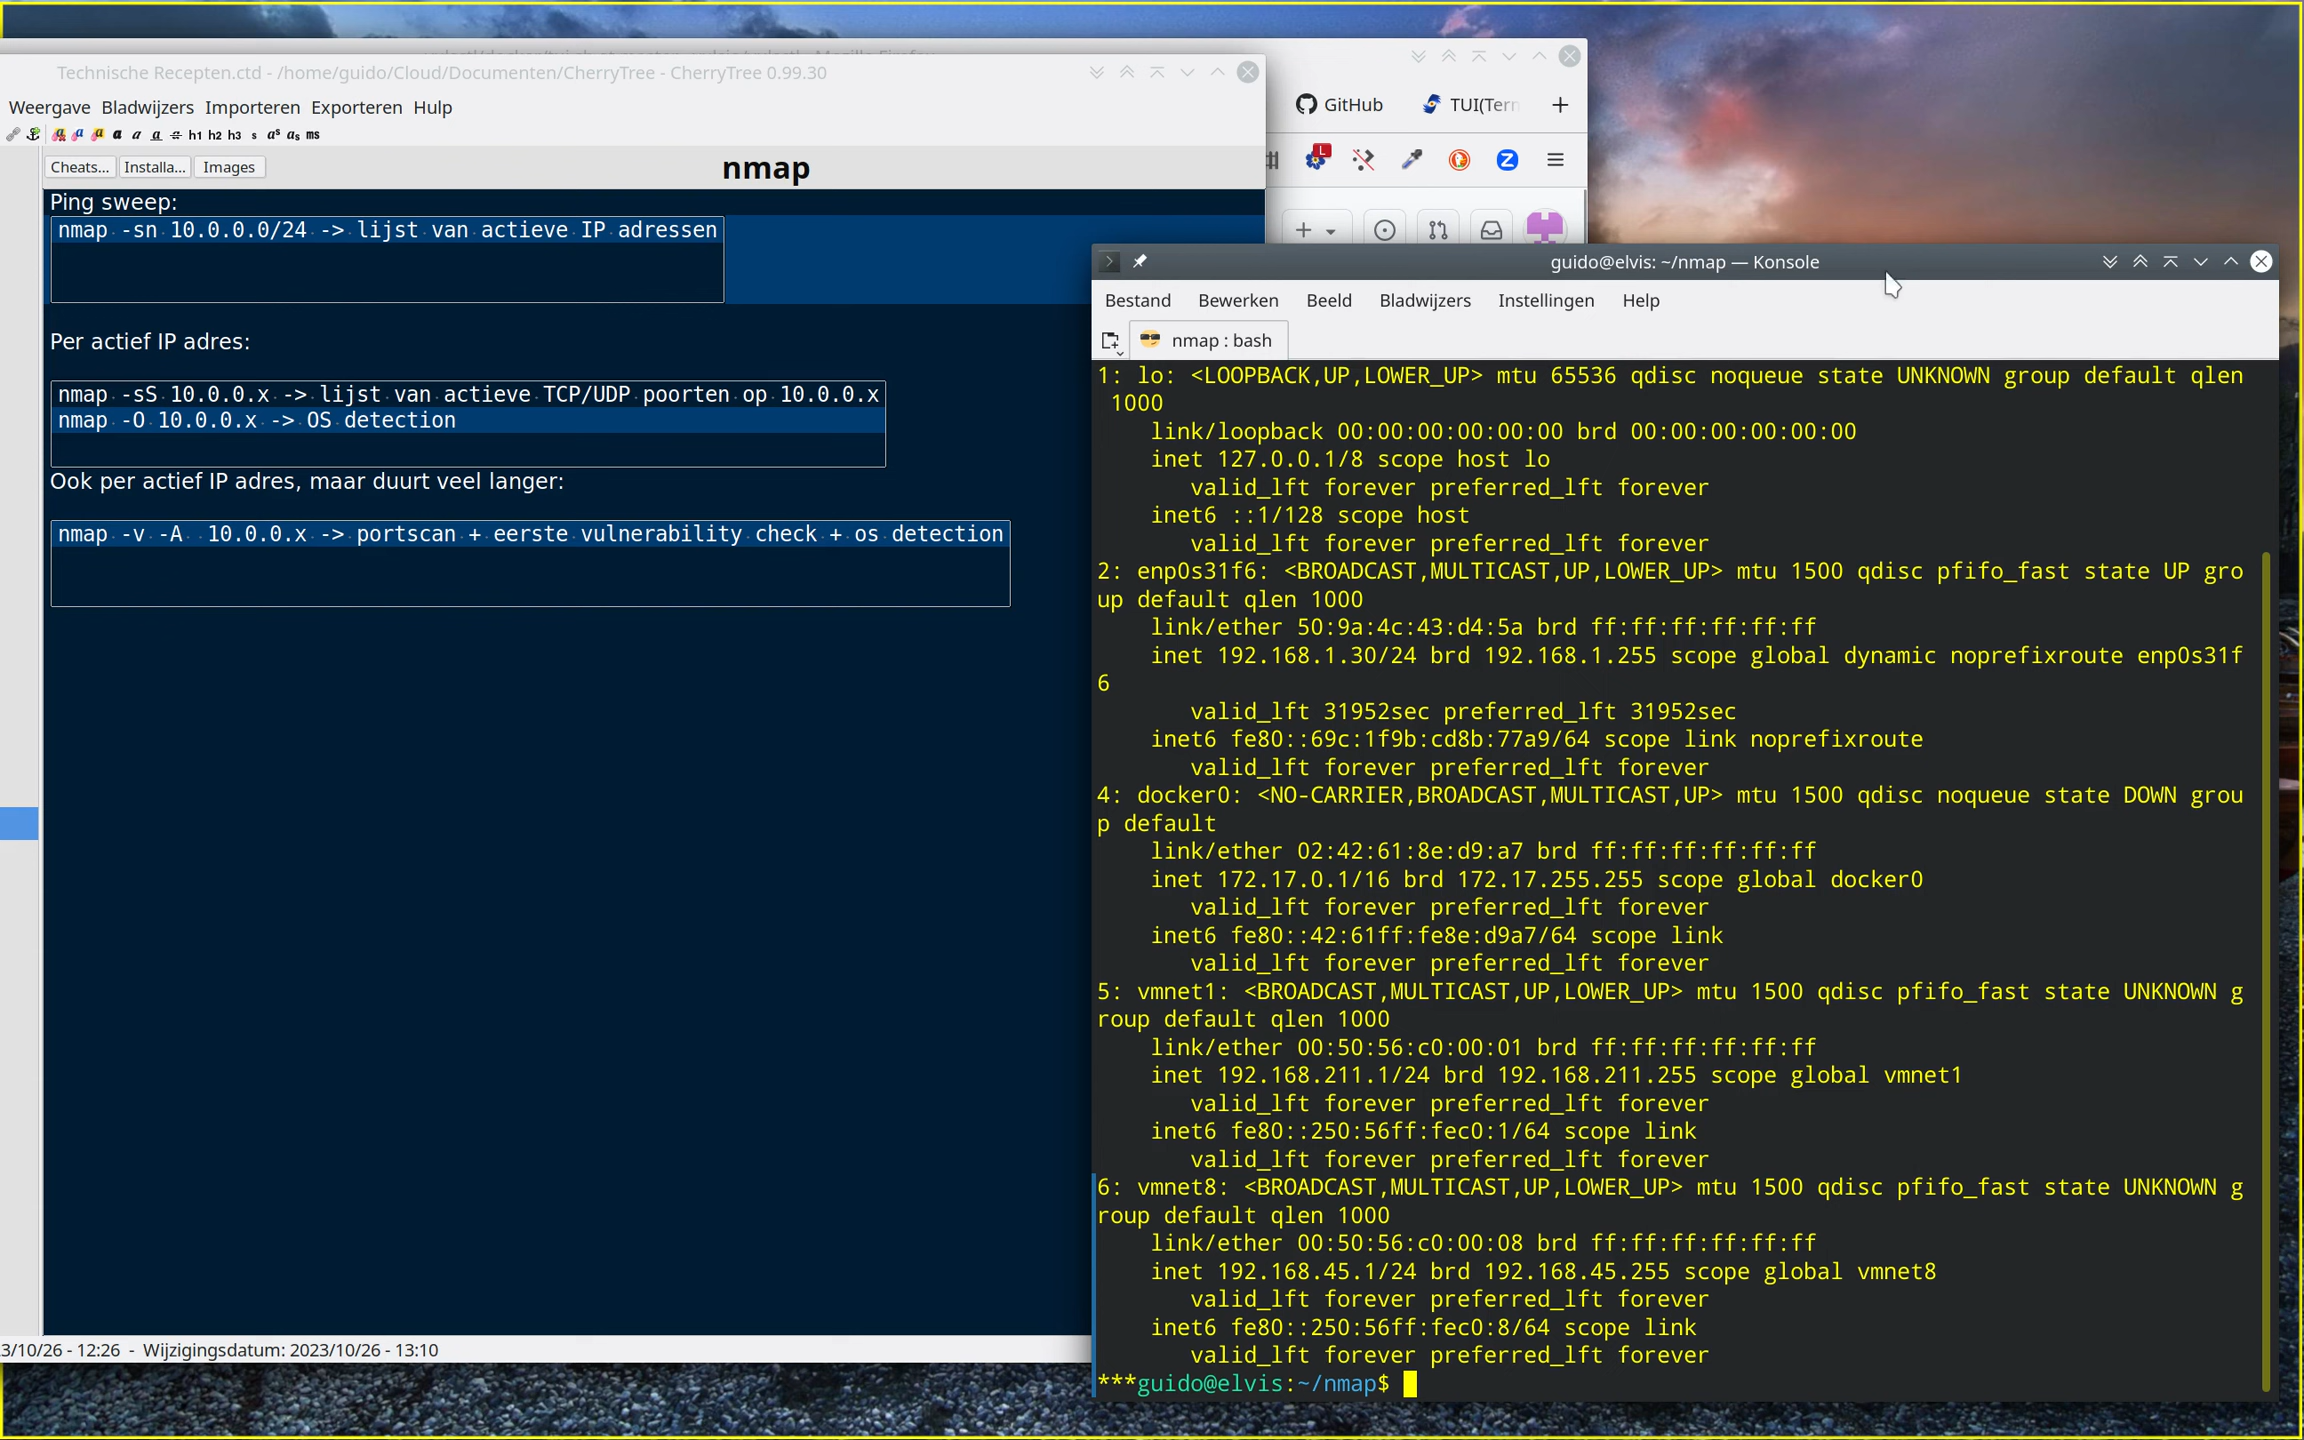 Technische Recepten.ctd - /home/guido/Cloud/Documenten/CherryTree - CherryTree 0.99.30
Weergave Bladwijzers Importeren Exporteren Hulp
a a a a a a h1 h2 h3 s aS as ms
Cheats... Installa... Images
nmap
Ping sweep:
nmap -sn 10.0.0.0/24 -> lijst van actieve IP adressen
Per actief IP adres:
nmap -sS 10.0.0.x -> lijst van actieve TCP/UDP poorten op 10.0.0.x
nmap -O 10.0.0.x -> OS detection
Ook per actief IP adres, maar duurt veel langer:
nmap -v -A  10.0.0.x -> portscan + eerste vulnerability check + os detection
3/10/26 - 12:26 - Wijzigingsdatum: 2023/10/26 - 13:10
GitHub TUI(Tern
L Z
guido@elvis: ~/nmap — Konsole
Bestand Bewerken Beeld Bladwijzers Instellingen Help
nmap : bash
1: lo: <LOOPBACK,UP,LOWER_UP> mtu 65536 qdisc noqueue state UNKNOWN group default qlen
1000
link/loopback 00:00:00:00:00:00 brd 00:00:00:00:00:00
inet 127.0.0.1/8 scope host lo
valid_lft forever preferred_lft forever
inet6 ::1/128 scope host
valid_lft forever preferred_lft forever
2: enp0s31f6: <BROADCAST,MULTICAST,UP,LOWER_UP> mtu 1500 qdisc pfifo_fast state UP gro
up default qlen 1000
link/ether 50:9a:4c:43:d4:5a brd ff:ff:ff:ff:ff:ff
inet 192.168.1.30/24 brd 192.168.1.255 scope global dynamic noprefixroute enp0s31f
6
valid_lft 31952sec preferred_lft 31952sec
inet6 fe80::69c:1f9b:cd8b:77a9/64 scope link noprefixroute
valid_lft forever preferred_lft forever
4: docker0: <NO-CARRIER,BROADCAST,MULTICAST,UP> mtu 1500 qdisc noqueue state DOWN grou
p default
link/ether 02:42:61:8e:d9:a7 brd ff:ff:ff:ff:ff:ff
inet 172.17.0.1/16 brd 172.17.255.255 scope global docker0
valid_lft forever preferred_lft forever
inet6 fe80::42:61ff:fe8e:d9a7/64 scope link
valid_lft forever preferred_lft forever
5: vmnet1: <BROADCAST,MULTICAST,UP,LOWER_UP> mtu 1500 qdisc pfifo_fast state UNKNOWN g
roup default qlen 1000
link/ether 00:50:56:c0:00:01 brd ff:ff:ff:ff:ff:ff
inet 192.168.211.1/24 brd 192.168.211.255 scope global vmnet1
valid_lft forever preferred_lft forever
inet6 fe80::250:56ff:fec0:1/64 scope link
valid_lft forever preferred_lft forever
6: vmnet8: <BROADCAST,MULTICAST,UP,LOWER_UP> mtu 1500 qdisc pfifo_fast state UNKNOWN g
roup default qlen 1000
link/ether 00:50:56:c0:00:08 brd ff:ff:ff:ff:ff:ff
inet 192.168.45.1/24 brd 192.168.45.255 scope global vmnet8
valid_lft forever preferred_lft forever
inet6 fe80::250:56ff:fec0:8/64 scope link
valid_lft forever preferred_lft forever
***guido@elvis:~/nmap$